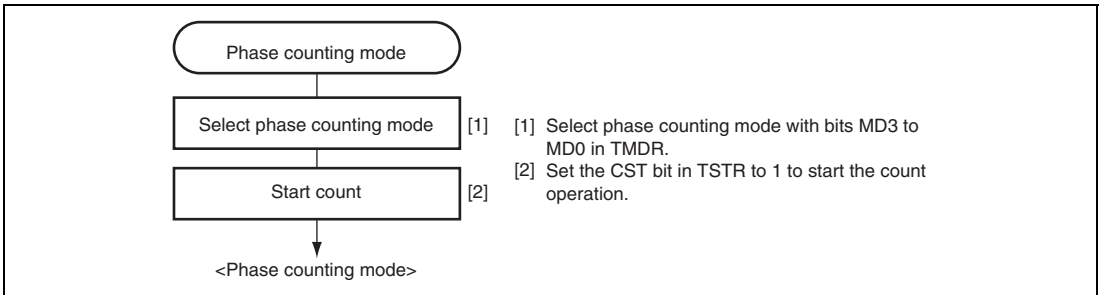 Phase counting mode
Select phase counting mode
[1]
[1] Select phase counting mode with bits MD3 to
MD0 in TMDR.
Start count
[2]
[2] Set the CST bit in TSTR to 1 to start the count
operation.
<Phase counting mode>